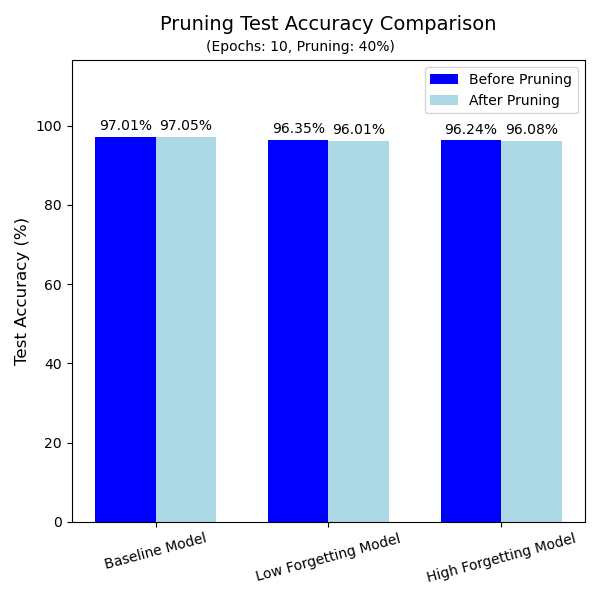 Pruning Test Accuracy Comparison
(Epochs: 10, Pruning: 40%)
Before Pruning
After Pruning
97.01% 97.05% 96.35% 96.01% 96.24% 96.08%
Test Accuracy (%)
100
80
60
40
20
0
Baseline Model Low Forgetting Model High Forgetting Model